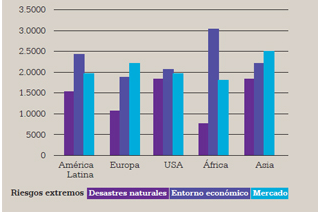 3.5000
3.0000
2.5000
2.0000
1.5000
1.0000
.5000
0
América Latina
Europa
USA
África
Asia
Riesgos extremos Desastres naturales Entorno económico Mercado